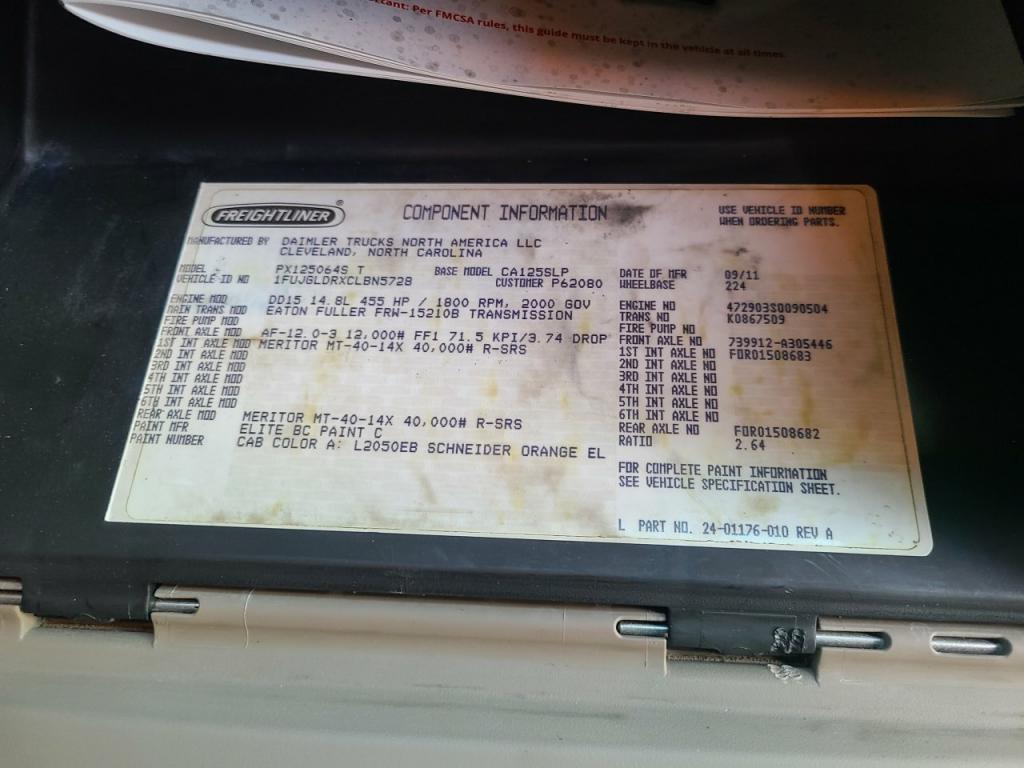 tant: Per FMCSA rules, this guide must be kept in the vehicle at all times.
FREIGHTLINER®
COMPONENT INFORMATION
USE VEHICLE ID NUMBER
WHEN ORDERING PARTS.
MANUFACTURED BY DAIMLER TRUCKS NORTH AMERICA LLC
CLEVELAND, NORTH CAROLINA
MODEL PX125064S T BASE MODEL CA125SLP DATE OF MFR 09/11
VEHICLE ID NO 1FUJGLDRXCLBN5728 CUSTOMER P62080 WHEELBASE 224
ENGINE MOD DD15 14.8L 455 HP / 1800 RPM, 2000 GOV ENGINE NO 472903S0090504
MAIN TRANS MOD EATON FULLER FRW-15210B TRANSMISSION TRANS NO K0867509
FIRE PUMP MOD FIRE PUMP NO
FRONT AXLE MOD AF-12.0-3 12,000# FF1 71.5 KPI/3.74 DROP FRONT AXLE NO 739912-A305446
1ST INT AXLE MOD MERITOR MT-40-14X 40,000# R-SRS 1ST INT AXLE NO FOR01508683
2ND INT AXLE MOD 2ND INT AXLE NO
3RD INT AXLE MOD 3RD INT AXLE NO
4TH INT AXLE MOD 4TH INT AXLE NO
5TH INT AXLE MOD 5TH INT AXLE NO
6TH INT AXLE MOD 6TH INT AXLE NO
REAR AXLE MOD MERITOR MT-40-14X 40,000# R-SRS REAR AXLE NO FOR01508682
PAINT MFR ELITE BC PAINT C RATIO 2.64
PAINT NUMBER CAB COLOR A: L2050EB SCHNEIDER ORANGE EL
FOR COMPLETE PAINT INFORMATION
SEE VEHICLE SPECIFICATION SHEET.
L PART NO. 24-01176-010 REV A